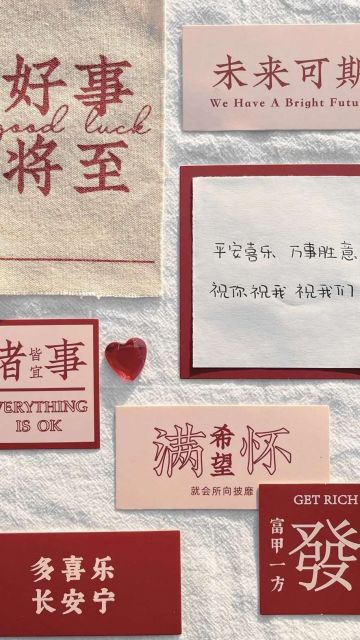 好事
good luck
将至
未来可期
We Have A Bright Futu
平安喜乐 万事胜意
祝你祝我 祝我们
诸皆宜事
EVERYTHING
IS OK
满希望怀
就会所向披靡
GET RICH
富甲一方
發
多喜乐
长安宁